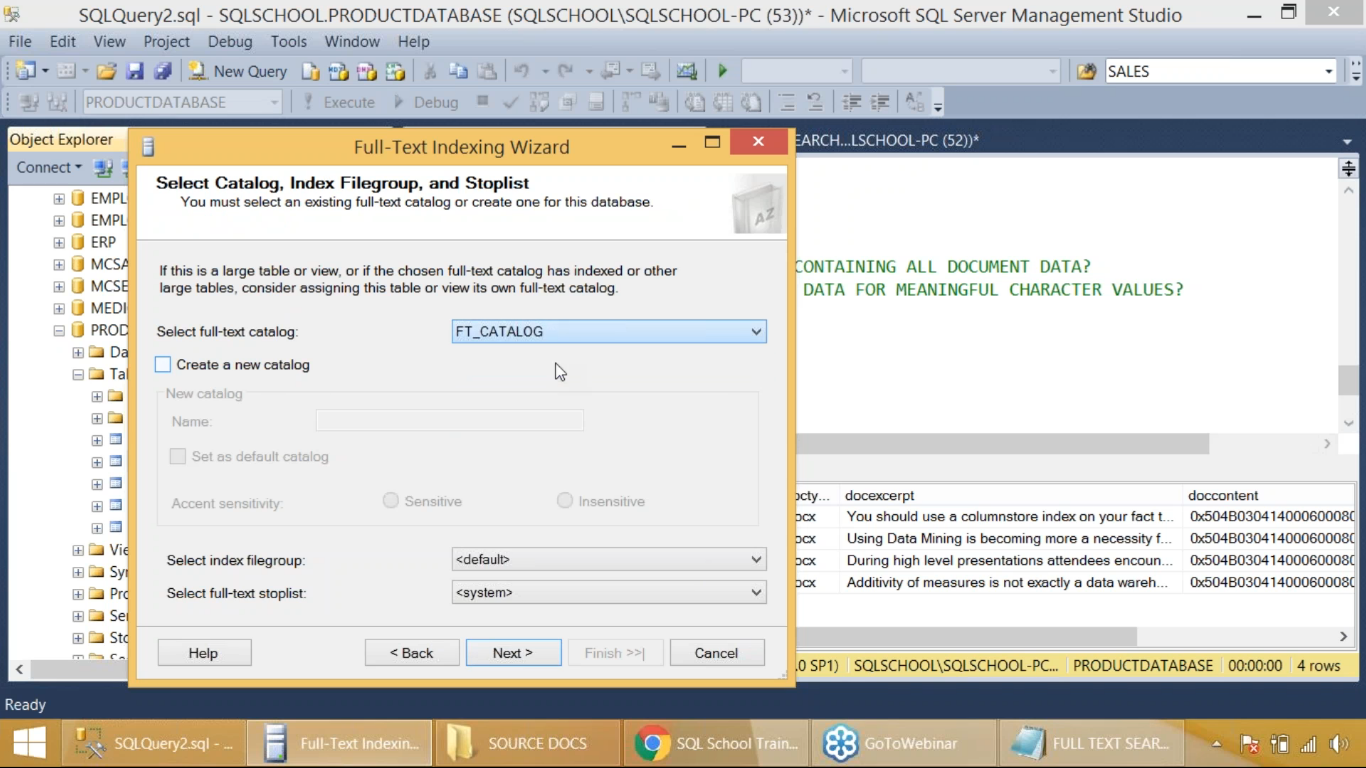 SQLQuery2.sql - SQLSCHOOL.PRODUCTDATABASE (SQLSCHOOL\SQLSCHOOL-PC (53))* - Microsoft SQL Server Management Studio
File Edit View Project Debug Tools Window Help
New Query SALES
PRODUCTDATABASE Execute Debug
Object Explorer
Full-Text Indexing Wizard
EARCH...LSCHOOL-PC (52))*
Connect
Select Catalog, Index Filegroup, and Stoplist
You must select an existing full-text catalog or create one for this database.
AZ
EMPL
EMPL
ERP
MCSA
MCSE
MEDI
PROD
Da
Tal
Vie
Syr
Pro
Ser
Sto
If this is a large table or view, or if the chosen full-text catalog has indexed or other
large tables, consider assigning this table or view its own full-text catalog.
CONTAINING ALL DOCUMENT DATA?
DATA FOR MEANINGFUL CHARACTER VALUES?
Select full-text catalog: FT_CATALOG
Create a new catalog
New catalog
Name:
Set as default catalog
Accent sensitivity: Sensitive Insensitive
Select index filegroup: <default>
Select full-text stoplist: <system>
Help < Back Next > Finish >>| Cancel
octy... docexcerpt doccontent
ocx You should use a columnstore index on your fact t... 0x504B03041400060008
ocx Using Data Mining is becoming more a necessity f... 0x504B03041400060008
ocx During high level presentations attendees encoun... 0x504B03041400060008
ocx Additivity of measures is not exactly a data wareh... 0x504B03041400060008
.0 SP1) SQLSCHOOL\SQLSCHOOL-PC... PRODUCTDATABASE 00:00:00 4 rows
Ready
SQLQuery2.sql - ... Full-Text Indexin... SOURCE DOCS SQL School Train... GoToWebinar FULL TEXT SEAR...